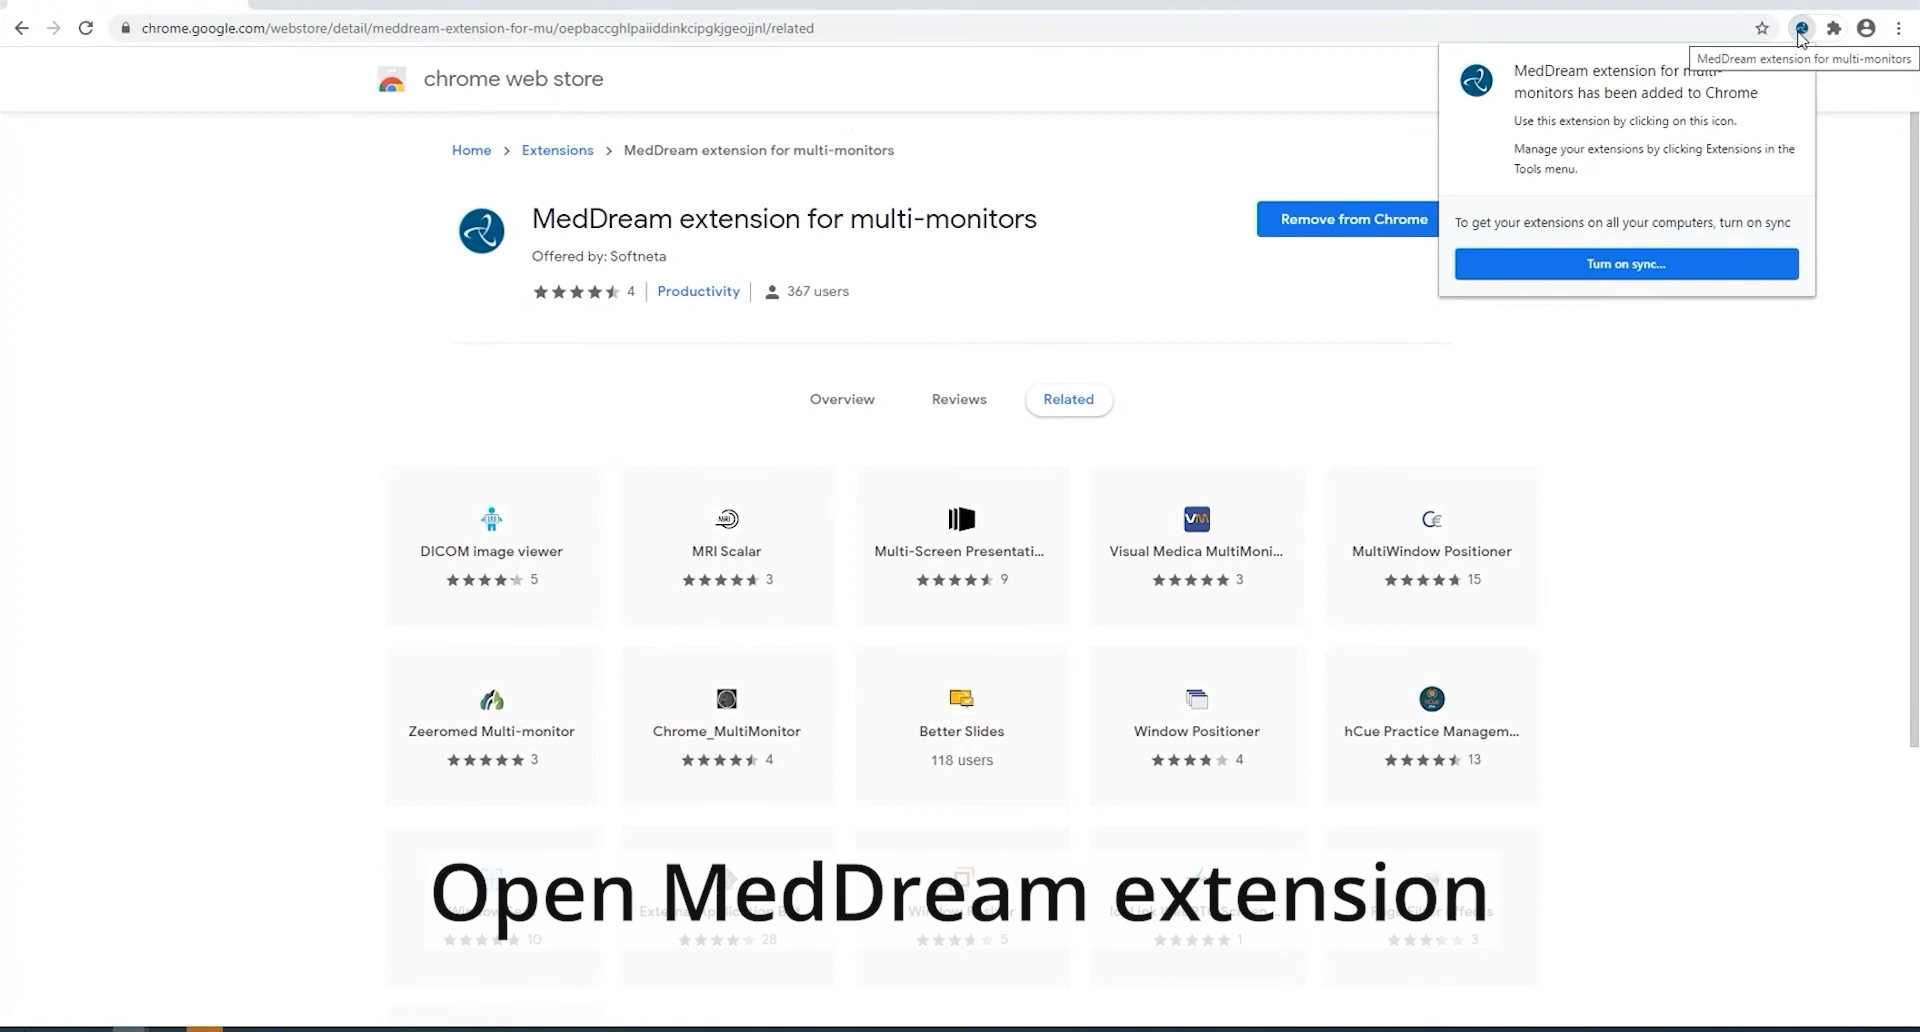 chrome.google.com/webstore/detail/meddream-extension-for-mu/oepbaccghlpaiiddinkcipgkjgeojjnl/related
MedDream extension for multi-monitors
chrome web store
MedDream extension for multi-
monitors has been added to Chrome
Use this extension by clicking on this icon.
Manage your extensions by clicking Extensions in the
Tools menu.
To get your extensions on all your computers, turn on sync
Turn on sync...
Home > Extensions > MedDream extension for multi-monitors
MedDream extension for multi-monitors
Remove from Chrome
Offered by: Softneta
4 | Productivity | 367 users
Overview Reviews Related
DICOM image viewer
5
MRI Scalar
3
Multi-Screen Presentati...
9
Visual Medica MultiMoni...
3
MultiWindow Positioner
15
Zeeromed Multi-monitor
3
Chrome_MultiMonitor
4
Better Slides
118 users
Window Positioner
4
hCue Practice Managem...
13
Open MedDream extension
10
28
5
1
3